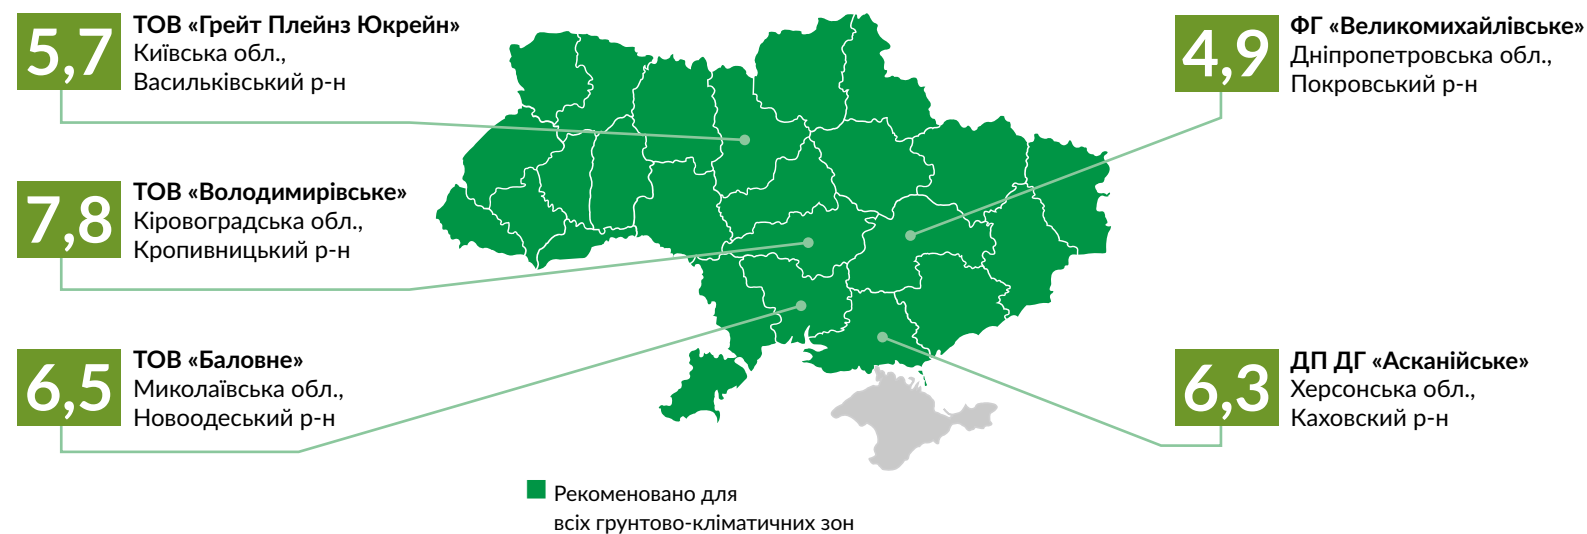 5,7
ТОВ «Грейт Плейнз Юкрейн»
Київська обл.,
Васильківський р-н
7,8
ТОВ «Володимирівське»
Кіровоградська обл.,
Кропивницький р-н
6,5
ТОВ «Баловне»
Миколаївська обл.,
Новоодеський р-н
4,9
ФГ «Великомихайлівське»
Дніпропетровська обл.,
Покровський р-н
6,3
ДП ДГ «Асканійське»
Херсонська обл.,
Каховский р-н
Рекоменовано для
всіх грунтово-кліматичних зон